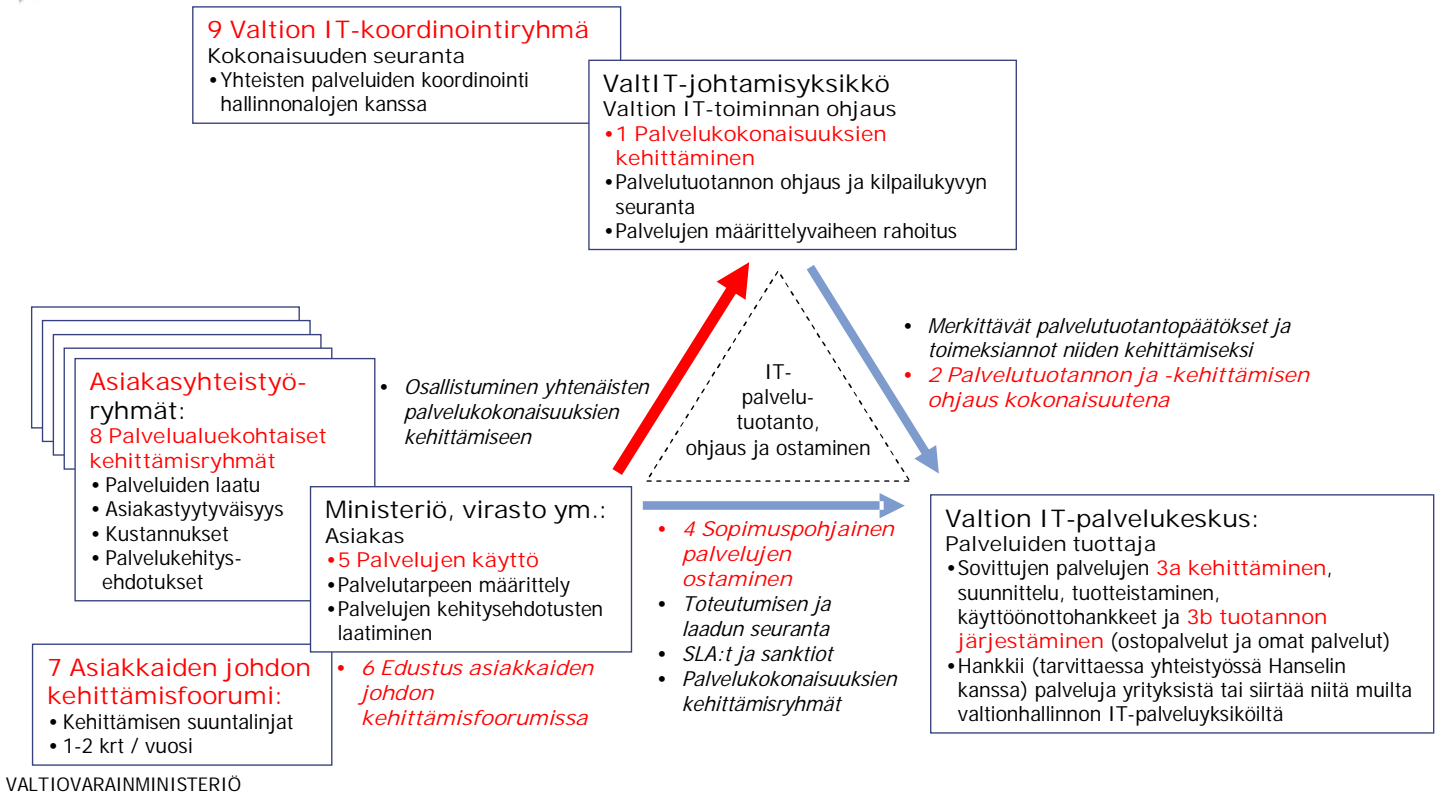 9 Valtion IT-koordinointiryhmä
Kokonaisuuden seuranta
•Yhteisten palveluiden koordinointi
hallinnonalojen kanssa
ValtIT-johtamisyksikkö
Valtion IT-toiminnan ohjaus
•1 Palvelukokonaisuuksien
kehittäminen
•Palvelutuotannon ohjaus ja kilpailukyvyn
seuranta
•Palvelujen määrittelyvaiheen rahoitus
Asiakasyhteistyö-
ryhmät:
8 Palvelualuekohtaiset
kehittämisryhmät
• Palveluiden laatu
• Asiakastyytyväisyys
• Kustannukset
• Palvelukehitys-
ehdotukset
• Osallistuminen yhtenäisten
palvelukokonaisuuksien
kehittämiseen
IT-
palvelu-
tuotanto,
ohjaus ja ostaminen
• Merkittävät palvelutuotantopäätökset ja
toimeksiannot niiden kehittämiseksi
• 2 Palvelutuotannon ja -kehittämisen
ohjaus kokonaisuutena
Ministeriö, virasto ym.:
Asiakas
•5 Palvelujen käyttö
•Palvelutarpeen määrittely
•Palvelujen kehitysehdotusten
laatiminen
• 4 Sopimuspohjainen
palvelujen
ostaminen
• Toteutumisen ja
laadun seuranta
• SLA:t ja sanktiot
• Palvelukokonaisuuksien
kehittämisryhmät
Valtion IT-palvelukeskus:
Palveluiden tuottaja
•Sovittujen palvelujen 3a kehittäminen,
suunnittelu, tuotteistaminen,
käyttöönottohankkeet ja 3b tuotannon
järjestäminen (ostopalvelut ja omat palvelut)
•Hankkii (tarvittaessa yhteistyössä Hanselin
kanssa) palveluja yrityksistä tai siirtää niitä muilta
valtionhallinnon IT-palveluyksiköiltä
7 Asiakkaiden johdon
kehittämisfoorumi:
• Kehittämisen suuntalinjat
• 1-2 krt / vuosi
• 6 Edustus asiakkaiden
johdon
kehittämisfoorumissa
VALTIOVARAINMINISTERIÖ